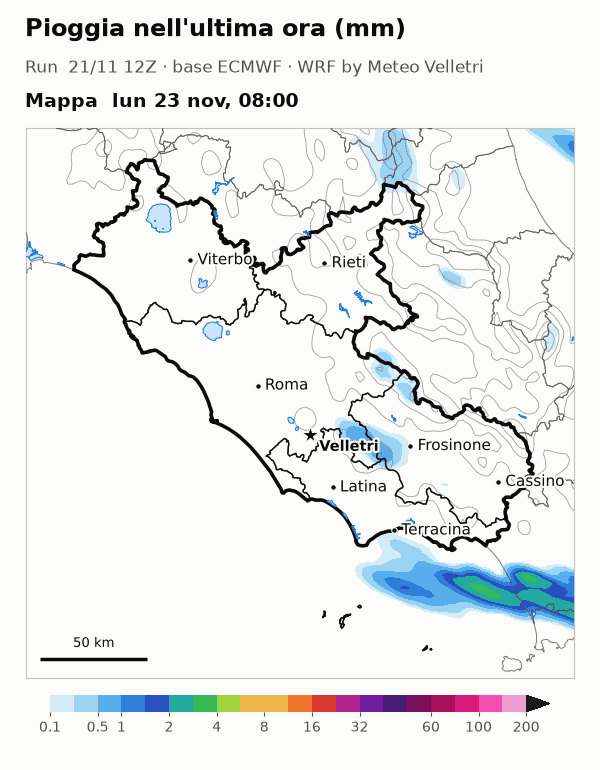 Pioggia nell'ultima ora (mm)
Run  21/11 12Z · base ECMWF · WRF by Meteo Velletri
Mappa  lun 23 nov, 08:00
Viterbo
Rieti
Roma
Velletri
Frosinone
Latina
Cassino
Terracina
50 km
0.1 0.5 1 2 4 8 16 32 60 100 200